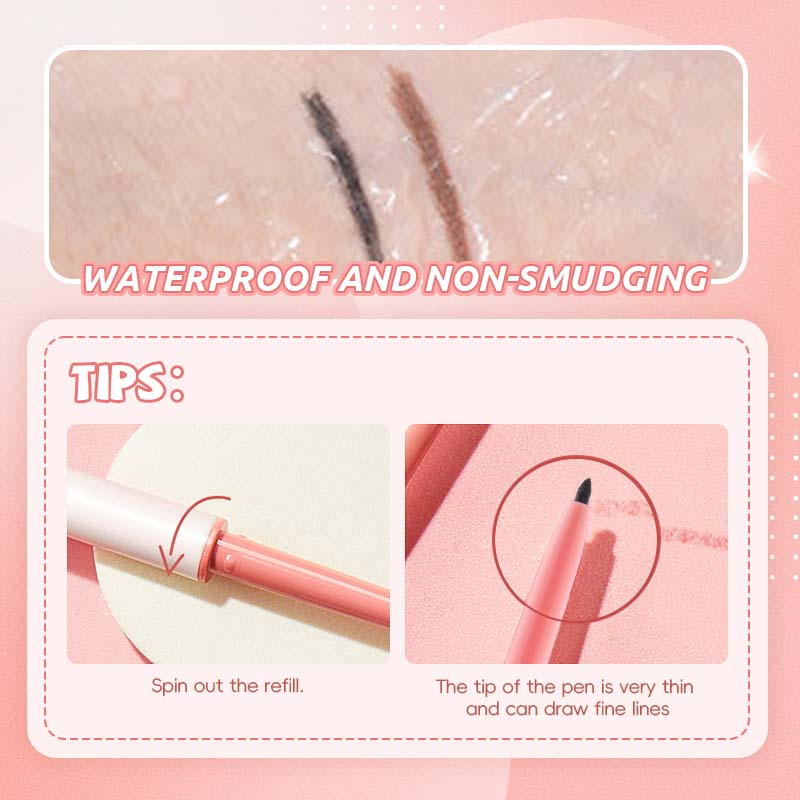 WATERPROOF AND NON-SMUDGING
TIPS:
Spin out the refill.
The tip of the pen is very thin
and can draw fine lines